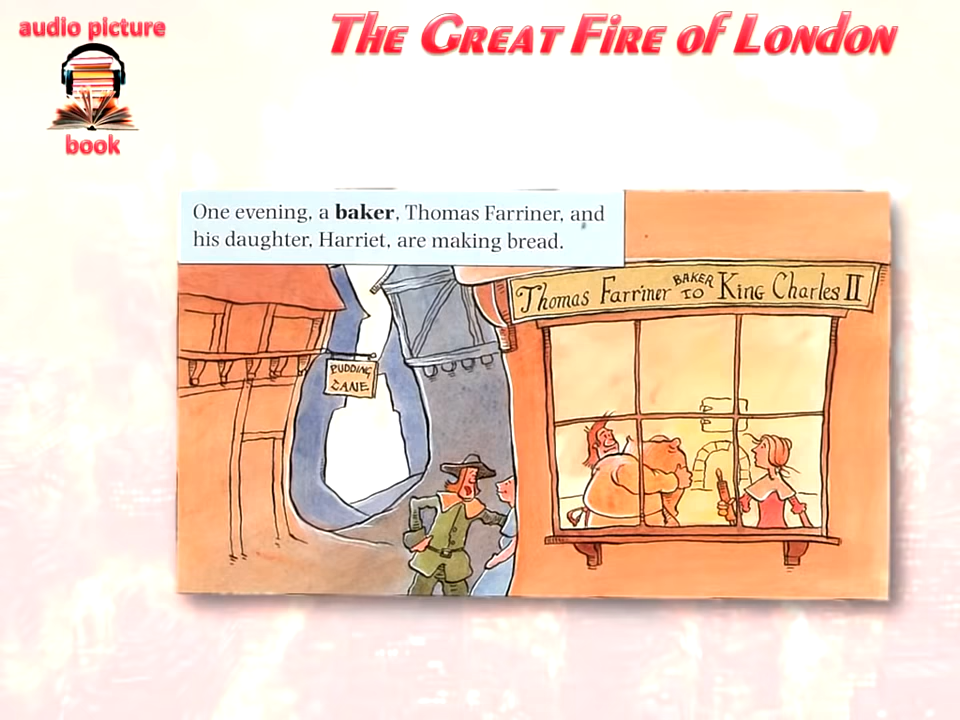 audio picture
book
The Great Fire of London
One evening, a baker, Thomas Farriner, and
his daughter, Harriet, are making bread.
Thomas Farriner BAKER TO King Charles II
PUDDING
LANE